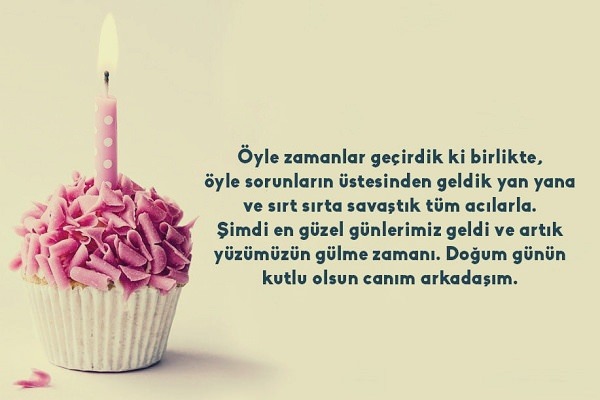 Öyle zamanlar geçirdik ki birlikte,
öyle sorunların üstesinden geldik yan yana
ve sırt sırta savaştık tüm acılarla.
Şimdi en güzel günlerimiz geldi ve artık
yüzümüzün gülme zamanı. Doğum günün
kutlu olsun canım arkadaşım.